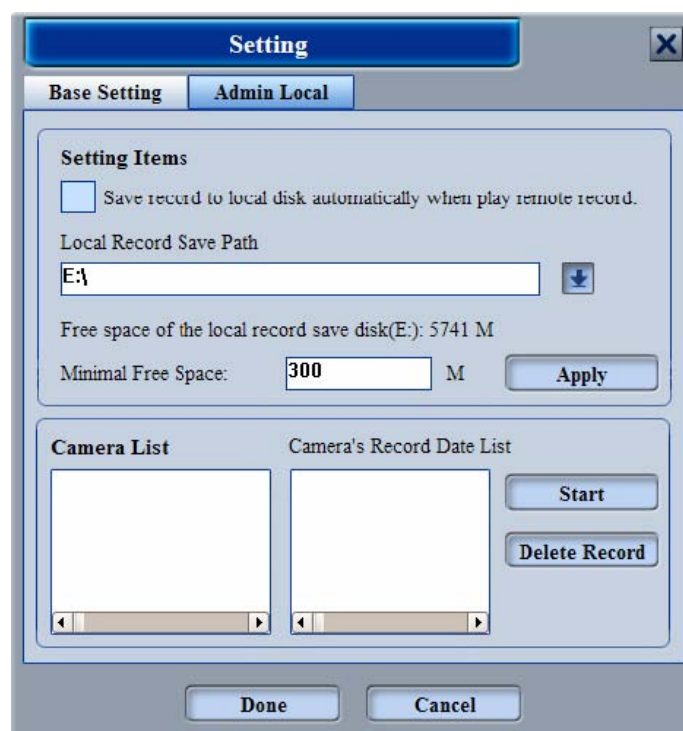 Setting
Base Setting Admin Local
Setting Items
Save record to local disk automatically when play remote record.
Local Record Save Path
E:\
Free space of the local record save disk(E:): 5741 M
Minimal Free Space: 300 M Apply
Camera List Camera's Record Date List
Start
Delete Record
Done Cancel